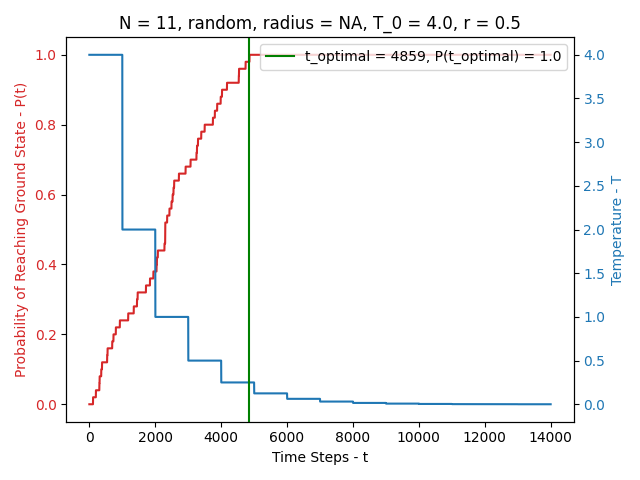 N = 11, random, radius = NA, T_0 = 4.0, r = 0.5
t_optimal = 4859, P(t_optimal) = 1.0
Probability of Reaching Ground State - P(t)
1.0
0.8
0.6
0.4
0.2
0.0
4.0
3.5
3.0
2.5
2.0
1.5
1.0
0.5
0.0
Temperature - T
0 2000 4000 6000 8000 10000 12000 14000
Time Steps - t